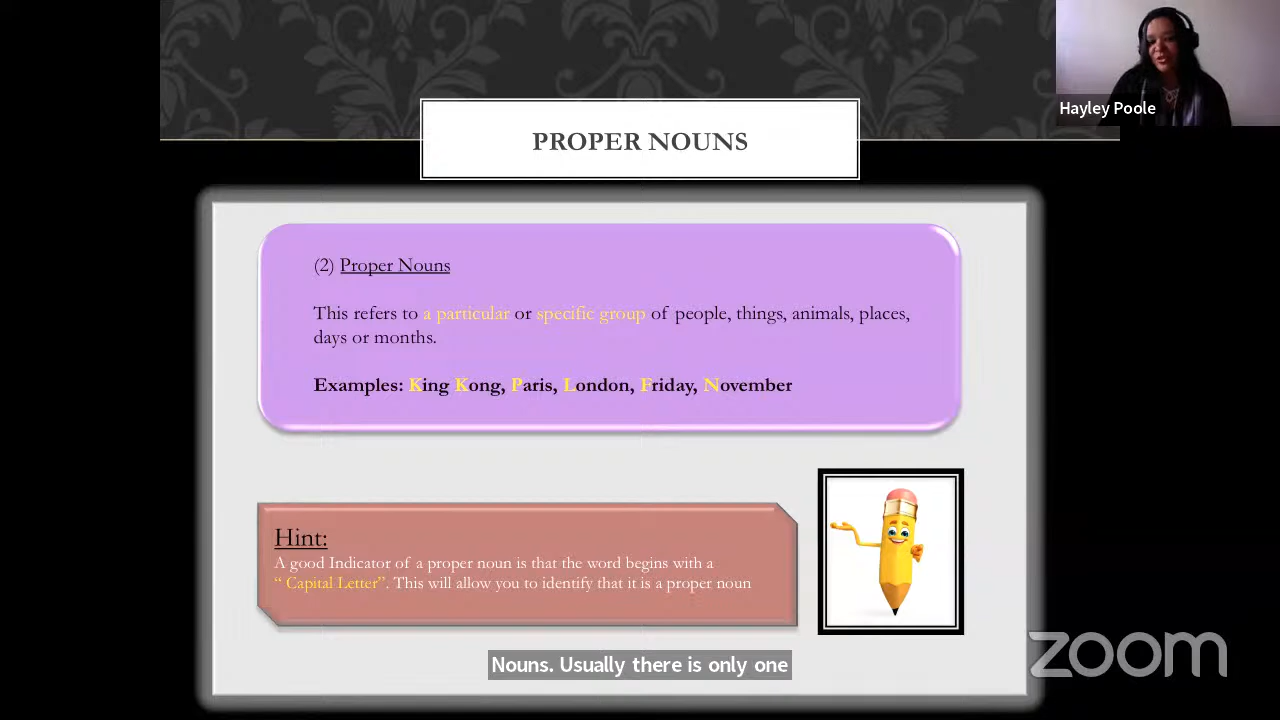 Hayley Poole
PROPER NOUNS
(2) Proper Nouns
This refers to a particular or specific group of people, things, animals, places,
days or months.
Examples: King Kong, Paris, London, Friday, November
Hint:
A good Indicator of a proper noun is that the word begins with a
“ Capital Letter”. This will allow you to identify that it is a proper noun
Nouns. Usually there is only one
zoom